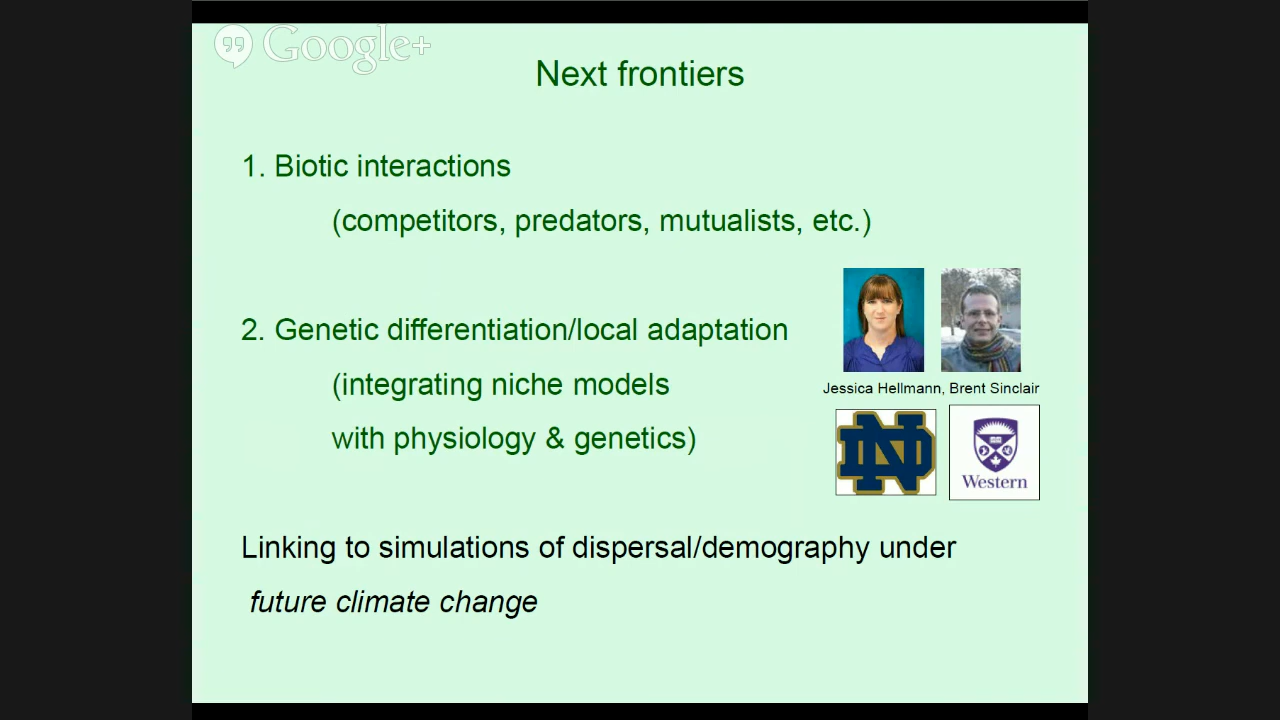 Google+
Next frontiers
1. Biotic interactions
(competitors, predators, mutualists, etc.)
2. Genetic differentiation/local adaptation
(integrating niche models
with physiology & genetics)
Jessica Hellmann, Brent Sinclair
ND
Western
Linking to simulations of dispersal/demography under
future climate change